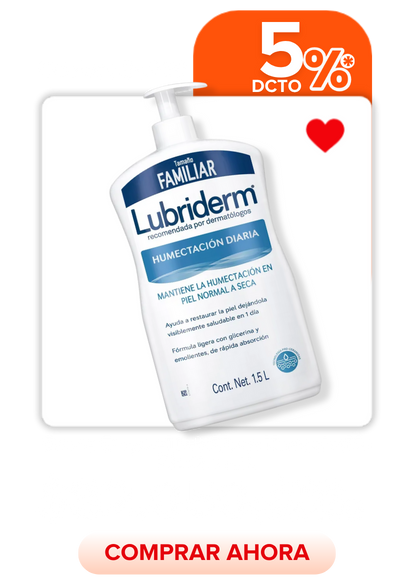 5%*
DCTO
Tamaño
FAMILIAR
Lubriderm®
recomendada por dermatólogos
HUMECTACIÓN DIARIA
MANTIENE LA HUMECTACIÓN EN
PIEL NORMAL A SECA
Ayuda a restaurar la piel dejándola
visiblemente saludable en 1 día
Fórmula ligera con glicerina y
emolientes, de rápida absorción
Cont. Net. 1.5 L
COMPRAR AHORA